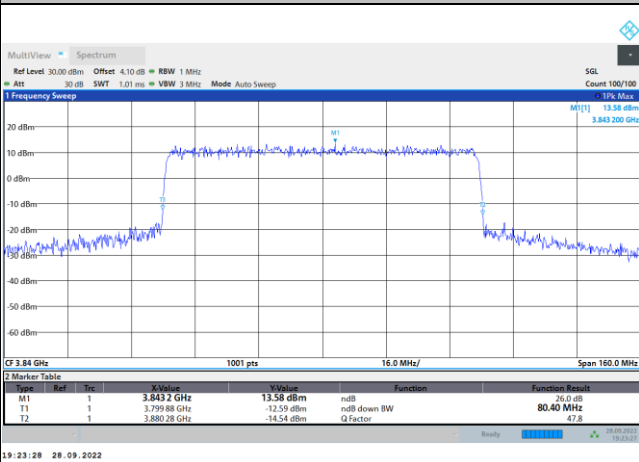 MultiView Spectrum
Ref Level 30.00 dBm Offset 4.10 dB RBW 1 MHz SGL
Att 30 dB SWT 1.01 ms VBW 3 MHz Mode Auto Sweep Count 100/100
1 Frequency Sweep 1Pk Max
M1[1] 13.58 dBm
3.843 200 GHz
20 dBm
M1
10 dBm
0 dBm
T1
-10 dBm
T2
-20 dBm
-30 dBm
-40 dBm
-50 dBm
-60 dBm
CF 3.84 GHz 1001 pts 16.0 MHz/ Span 160.0 MHz
2 Marker Table
Type Ref Trc X-Value Y-Value Function Function Result
M1 1 3.843 2 GHz 13.58 dBm ndB 26.0 dB
T1 1 3.799 88 GHz -12.59 dBm ndB down BW 80.40 MHz
T2 1 3.880 28 GHz -14.54 dBm Q Factor 47.8
Ready 28.09.2022
19:23:27
19:23:28 28.09.2022